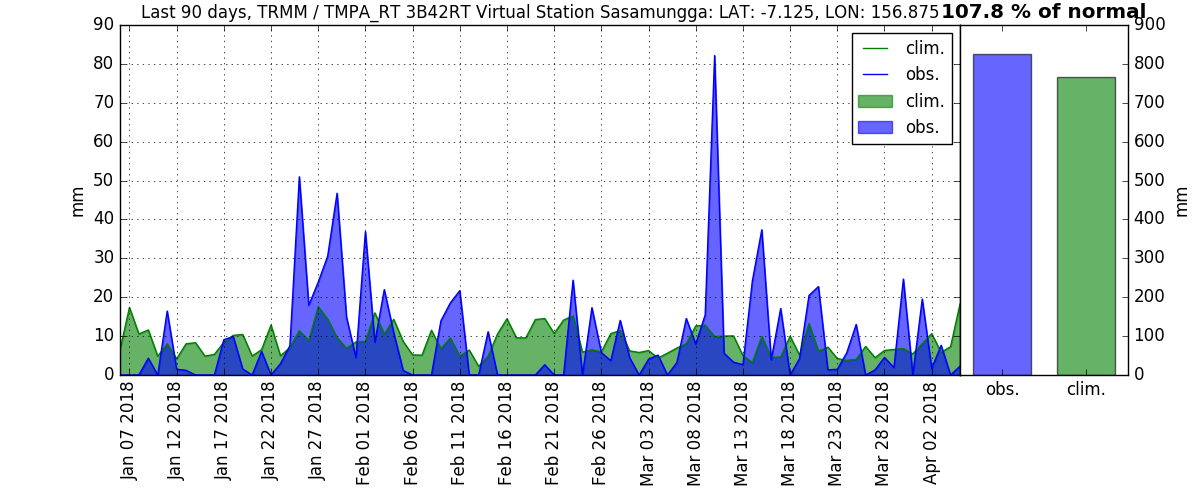 Last 90 days, TRMM / TMPA_RT 3B42RT Virtual Station Sasamungga: LAT: -7.125, LON: 156.875
107.8 % of normal
90
80
70
60
50
40
30
20
10
0
mm
clim.
obs.
clim.
obs.
900
800
700
600
500
400
300
200
100
0
mm
Jan 07 2018
Jan 12 2018
Jan 17 2018
Jan 22 2018
Jan 27 2018
Feb 01 2018
Feb 06 2018
Feb 11 2018
Feb 16 2018
Feb 21 2018
Feb 26 2018
Mar 03 2018
Mar 08 2018
Mar 13 2018
Mar 18 2018
Mar 23 2018
Mar 28 2018
Apr 02 2018
obs.
clim.